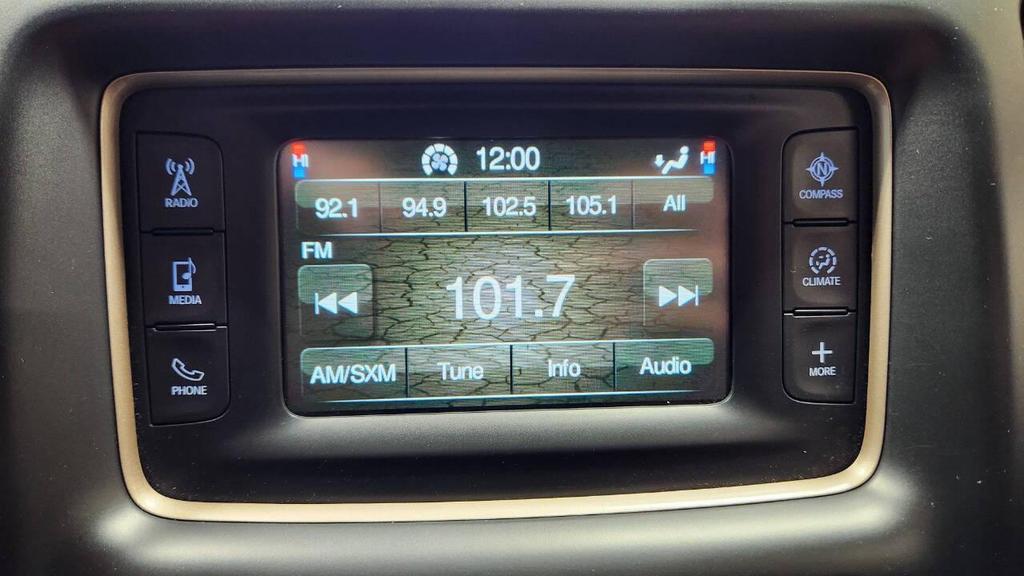 HI 12:00 HI
92.1 94.9 102.5 105.1 All
FM
101.7
AM/SXM Tune Info Audio
RADIO
MEDIA
PHONE
N
COMPASS
CLIMATE
MORE